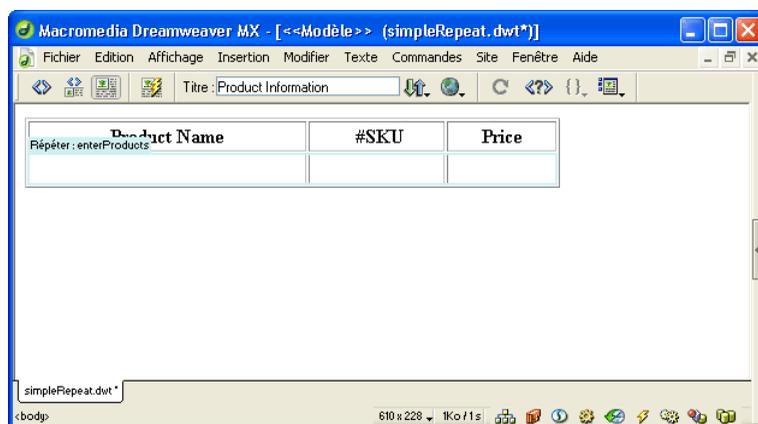 Macromedia Dreamweaver MX - [<<Modèle>> (simpleRepeat.dwt*)]
Fichier Edition Affichage Insertion Modifier Texte Commandes Site Fenêtre Aide
Titre : Product Information
Product Name #SKU Price
Répéter : enterProducts
simpleRepeat.dwt*
<body> 610 x 228 1Ko / 1s